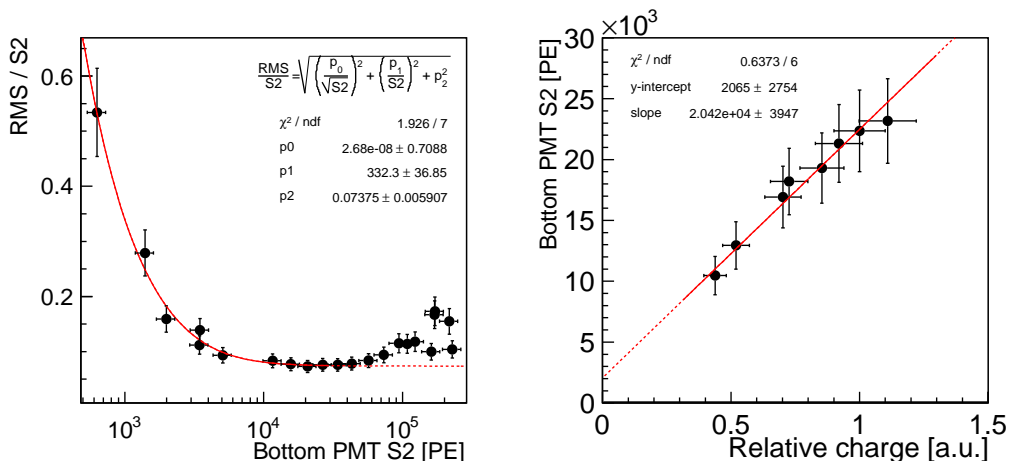 RMS / S2
0.6
0.4
0.2
RMS/S2 = √((p0/√S2)² + (p1/S2)² + p2²)
χ² / ndf 1.926 / 7
p0 2.68e-08 ± 0.7088
p1 332.3 ± 36.85
p2 0.07375 ± 0.005907
10³ 10⁴ 10⁵
Bottom PMT S2 [PE]
×10³
Bottom PMT S2 [PE]
30
25
20
15
10
5
0
χ² / ndf 0.6373 / 6
y-intercept 2065 ± 2754
slope 2.042e+04 ± 3947
0 0.5 1 1.5
Relative charge [a.u.]